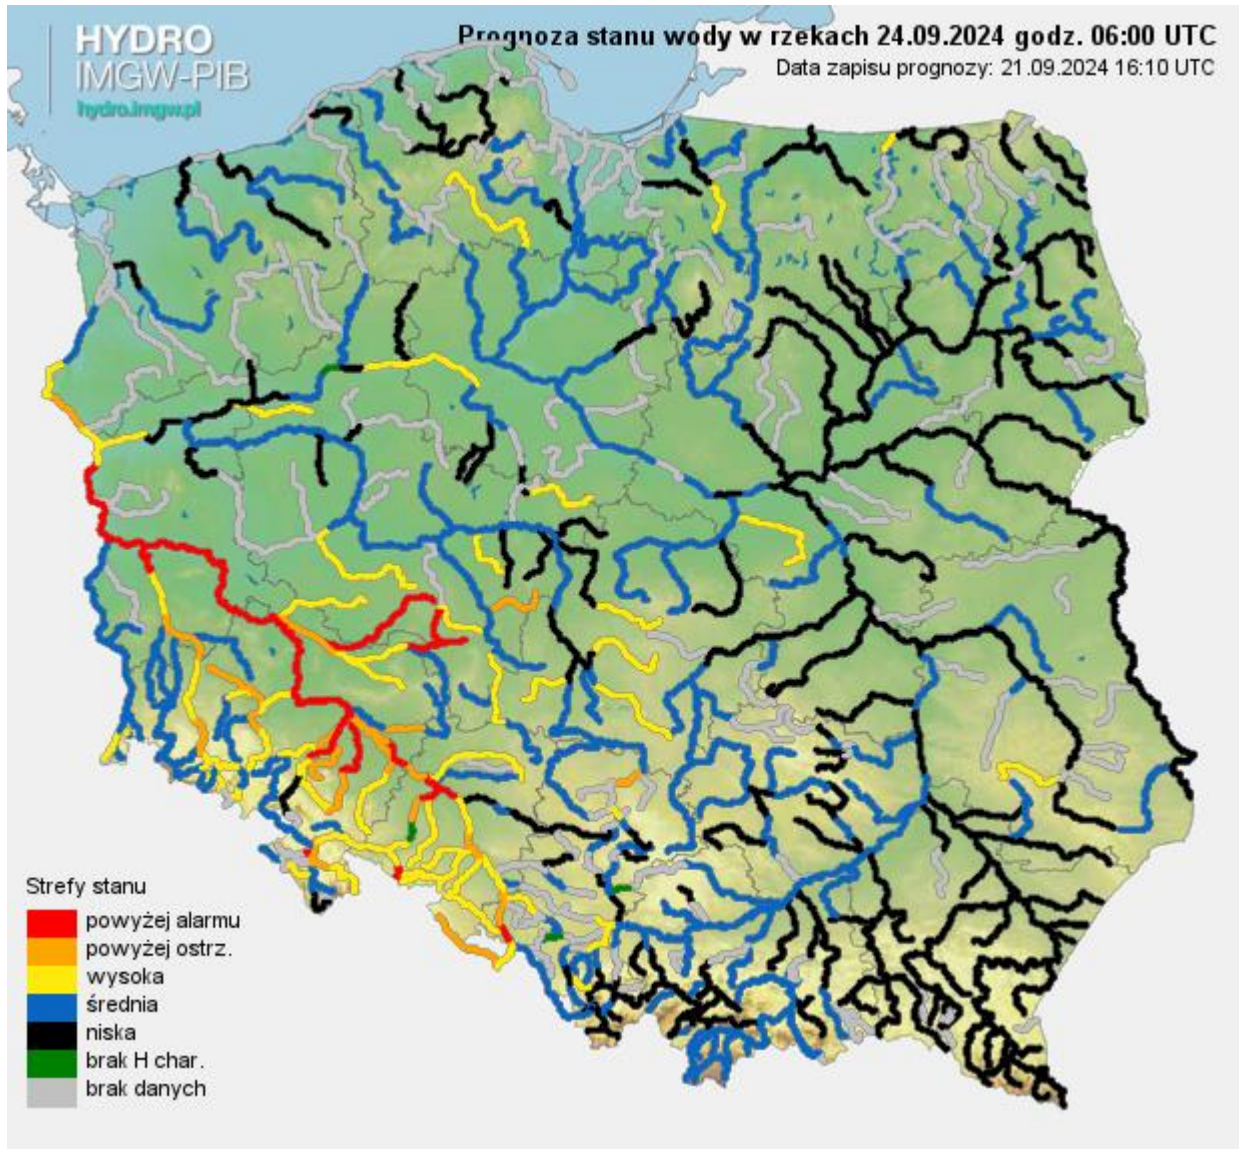 HYDRO
IMGW-PIB
hydro.imgw.pl
Prognoza stanu wody w rzekach 24.09.2024 godz. 06:00 UTC
Data zapisu prognozy: 21.09.2024 16:10 UTC
Strefy stanu
powyżej alarmu
powyżej ostrz.
wysoka
średnia
niska
brak H char.
brak danych